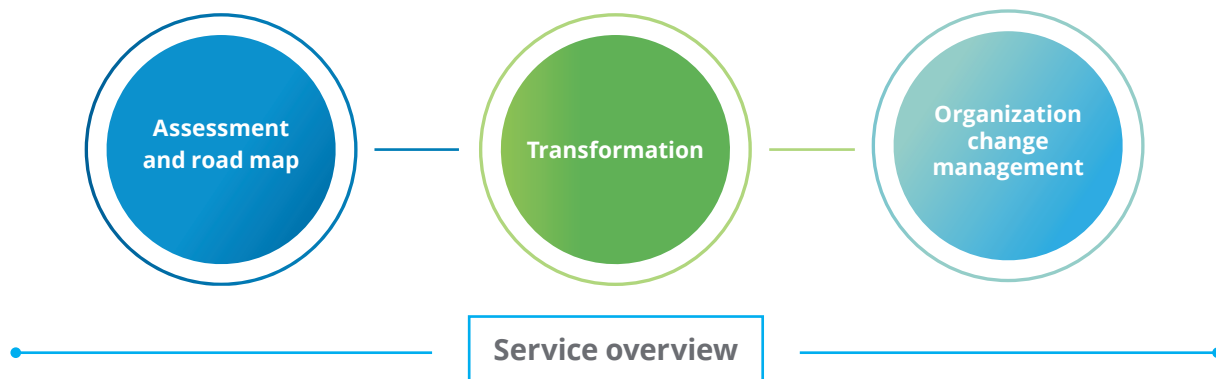 Assessment
and road map
Transformation
Organization
change
management
Service overview